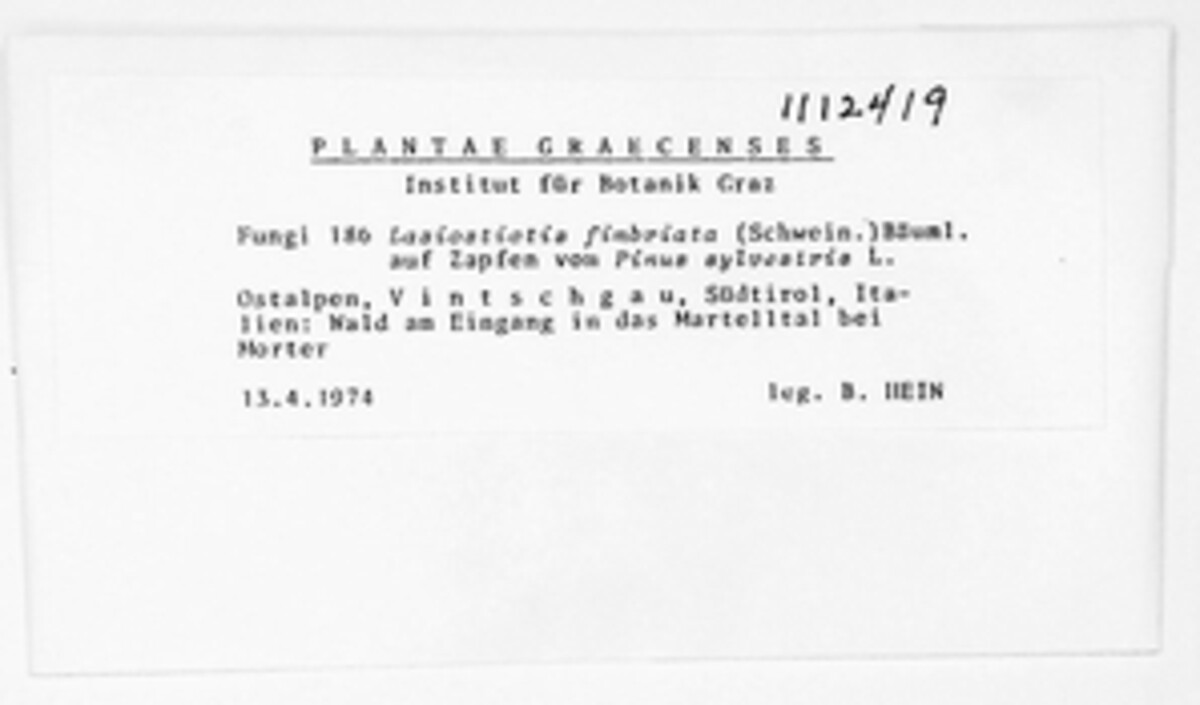 1112419
PLANTAE GRAECENSES
Institut für Botanik Graz
Fungi 186 Lasiostictis fimbriata (Schwein.)Bäuml.
auf Zapfen von Pinus sylvestris L.
Ostalpen, V i n t s c h g a u, Südtirol, Ita-
lien: Wald am Eingang in das Martelltal bei
Morter
13.4.1974 leg. B. HEIN